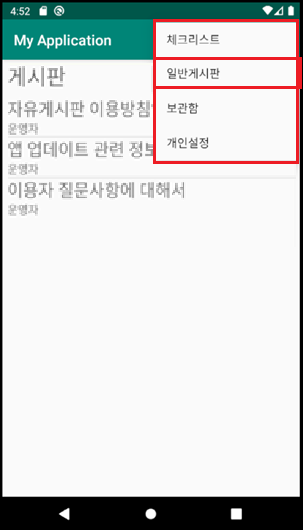 4:52
My Application
체크리스트
일반게시판
보관함
개인설정
게시판
자유게시판 이용방침
운영자
앱 업데이트 관련 정보
운영자
이용자 질문사항에 대해서
운영자